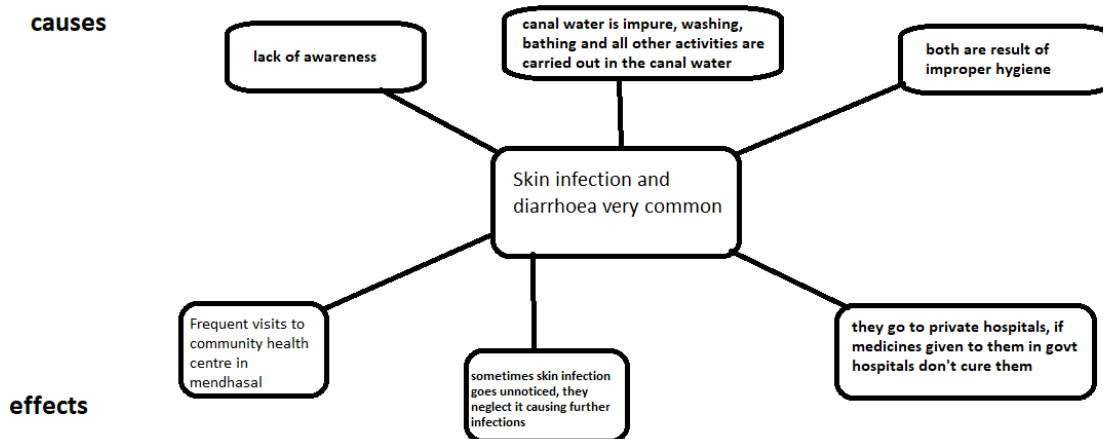 causes
lack of awareness
canal water is impure, washing,
bathing and all other activities are
carried out in the canal water
both are result of
improper hygiene
Skin infection and
diarrhoea very common
Frequent visits to
community health
centre in
mendhasal
sometimes skin infection
goes unnoticed, they
neglect it causing further
infections
they go to private hospitals, if
medicines given to them in govt
hospitals don't cure them
effects